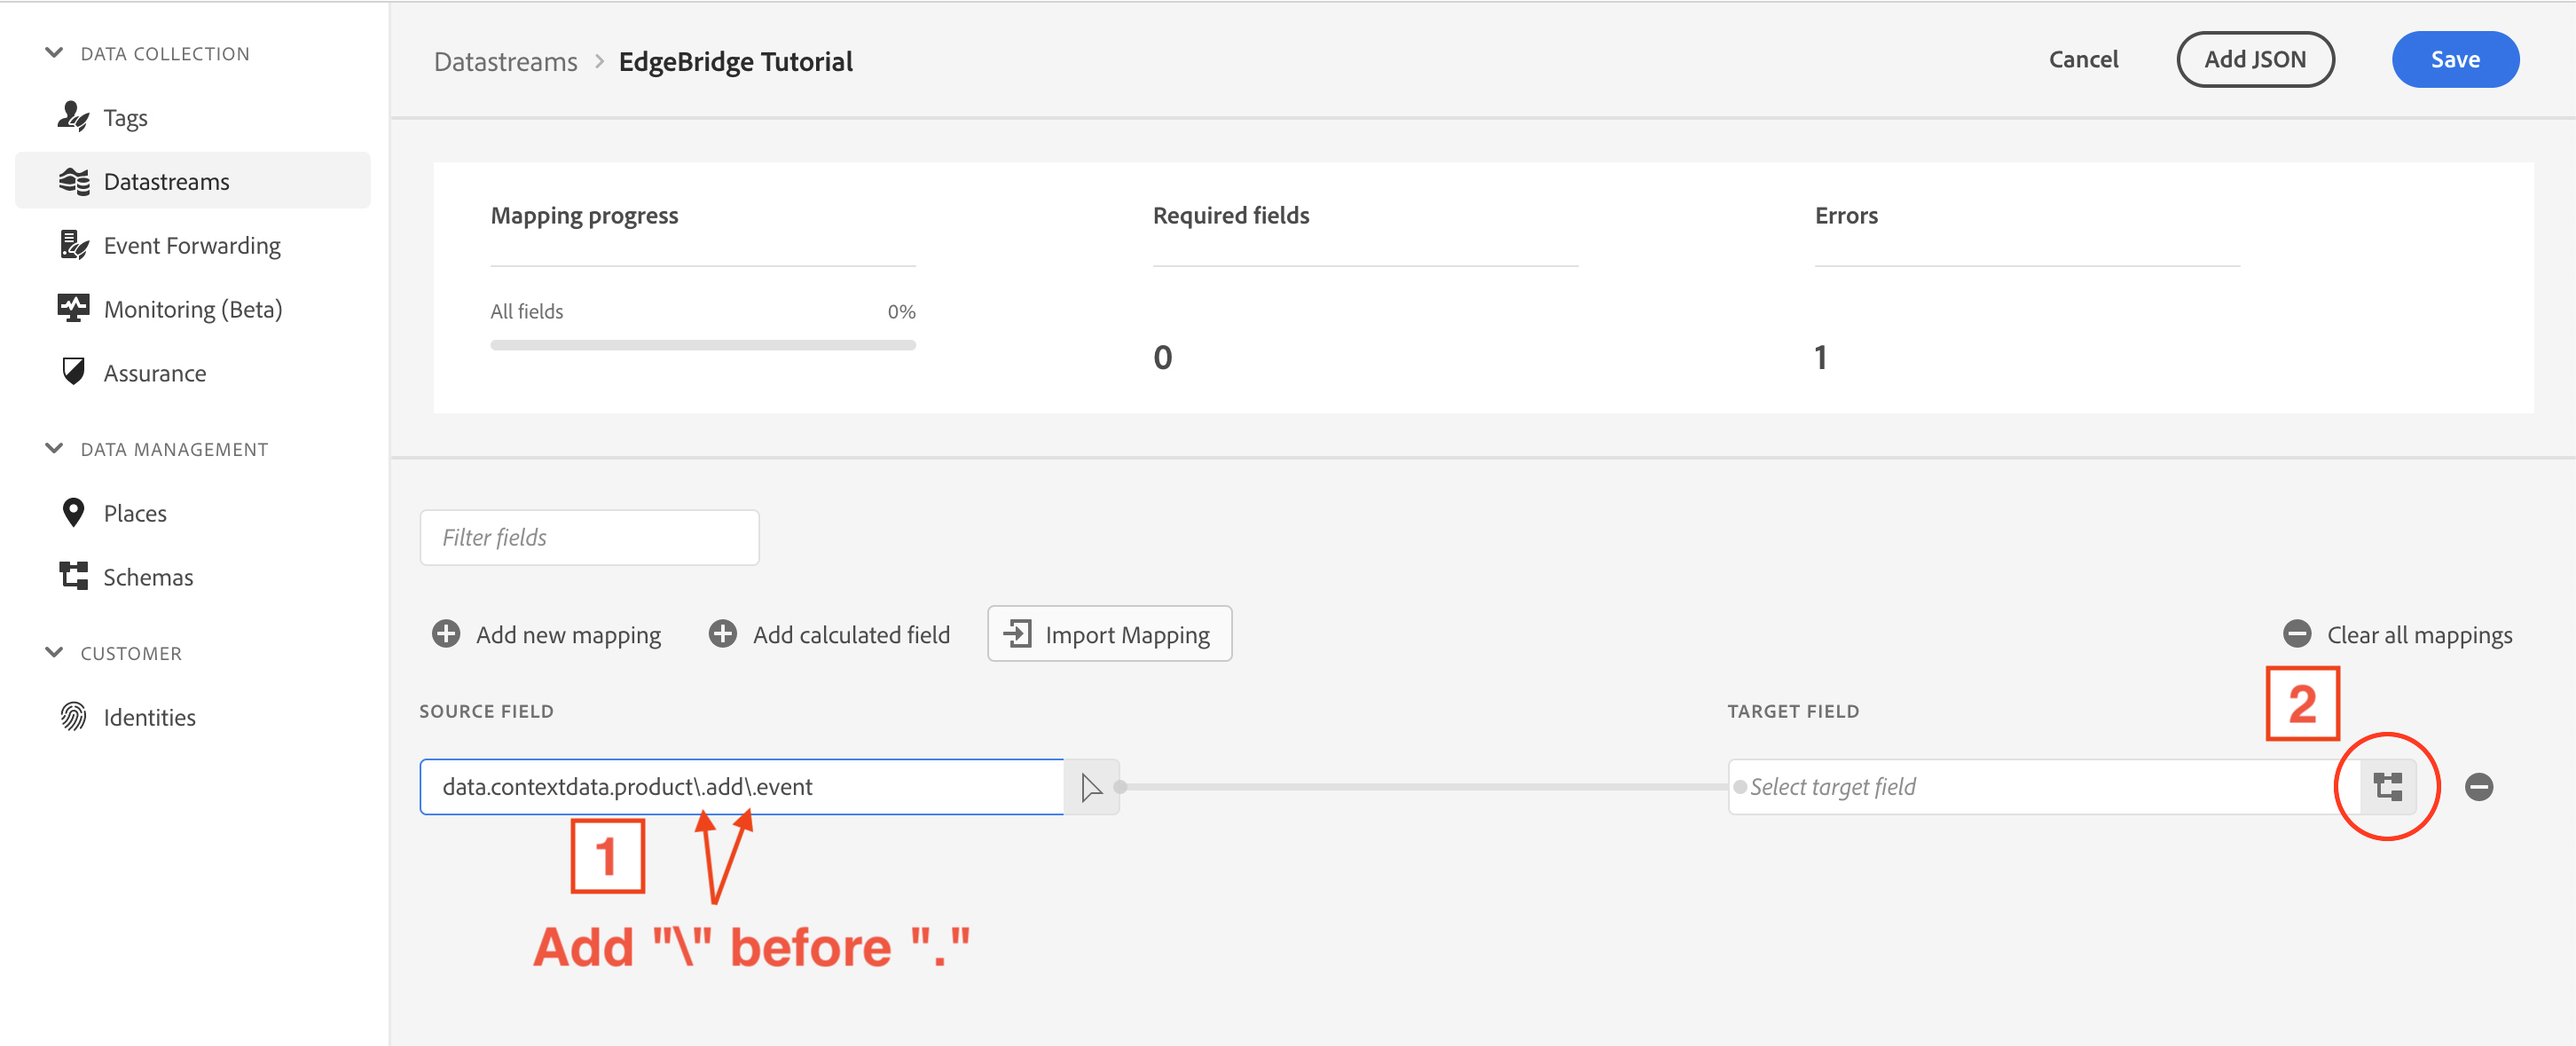 DATA COLLECTION
Tags
Datastreams
Event Forwarding
Monitoring (Beta)
Assurance
DATA MANAGEMENT
Places
Schemas
CUSTOMER
Identities
Datastreams > EdgeBridge Tutorial
Cancel
Add JSON
Save
Mapping progress
All fields 0%
Required fields
0
Errors
1
Filter fields
Add new mapping
Add calculated field
Import Mapping
Clear all mappings
SOURCE FIELD
TARGET FIELD
2
data.contextdata.product\.add\.event
Select target field
1
Add "\" before "."